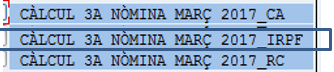 CÀLCUL 3A NÒMINA MARÇ 2017_CA
CÀLCUL 3A NÒMINA MARÇ 2017_IRPF
CÀLCUL 3A NÒMINA MARÇ 2017_RC